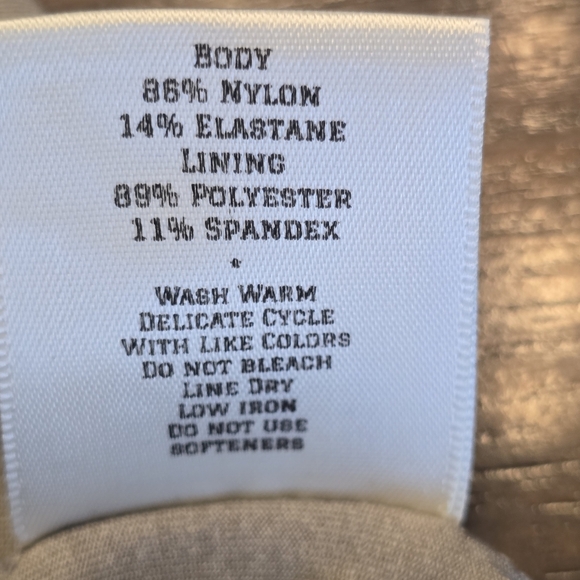 BODY
86% NYLON
14% ELASTANE
LINING
89% POLYESTER
11% SPANDEX
WASH WARM
DELICATE CYCLE
WITH LIKE COLORS
DO NOT BLEACH
LINE DRY
LOW IRON
DO NOT USE
SOFTENERS